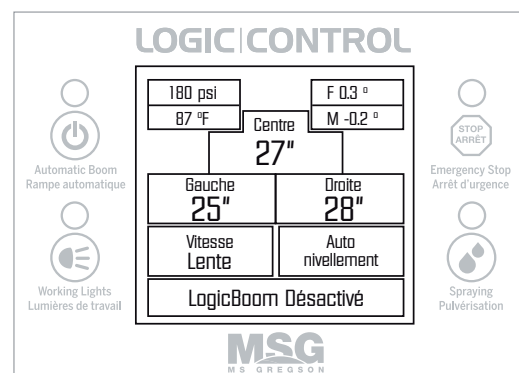 LOGIC CONTROL
180 psi
87 °F
F 0.3 °
M -0.2 °
Centre
27"
Gauche
25"
Droite
28"
Vitesse
Lente
Auto
nivellement
LogicBoom Désactivé
Automatic Boom
Rampe automatique
Working Lights
Lumières de travail
STOP
ARRÊT
Emergency Stop
Arrêt d'urgence
Spraying
Pulvérisation
MSG
MS GREGSON